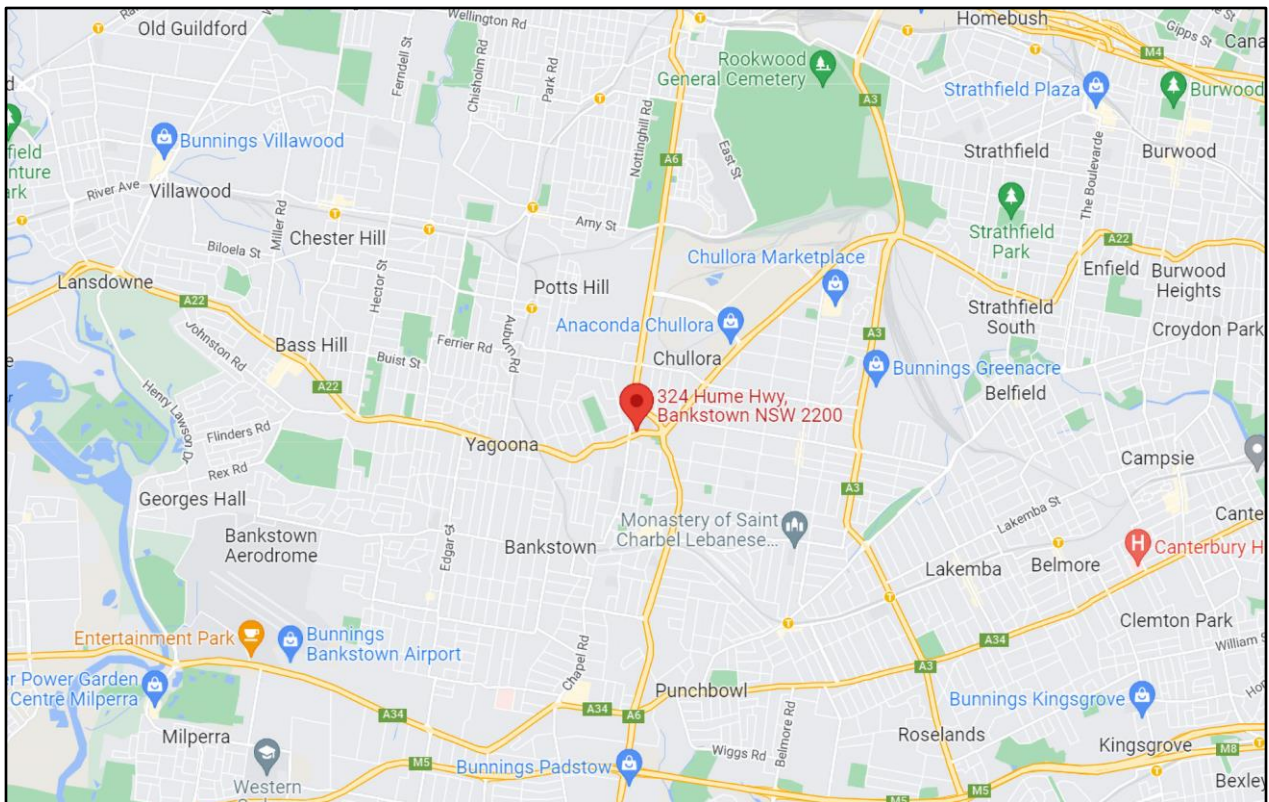 Old Guildford
Wellington Rd
Homebush
Gipps St
Cana
M4
Ferndell St
Chisholm Rd
Park Rd
Rookwood
General Cemetery
A3
Strathfield Plaza
Burwood
Bunnings Villawood
Nottinghill Rd
A6
East St
Strathfield
Burwood
The Boulevarde
field
nture
ark
River Ave
Villawood
Miller Rd
Chester Hill
Amy St
Strathfield
Park
A22
Biloela St
Hector St
Chullora Marketplace
Enfield
Burwood
Heights
Lansdowne
A22
Potts Hill
Strathfield
South
Johnston Rd
Auburn Rd
Anaconda Chullora
A3
Croydon Park
Bass Hill
Buist St
Ferrier Rd
Chullora
Bunnings Greenacre
A22
Belfield
Henry Lawson Dr
324 Hume Hwy,
Bankstown NSW 2200
Flinders Rd
Yagoona
Campsie
Rex Rd
Georges Hall
A3
Lakemba St
Cante
Bankstown
Aerodrome
Edgar St
Bankstown
Monastery of Saint
Charbel Lebanese...
Canterbury H
Lakemba
Belmore
Clemton Park
Entertainment Park
Bunnings
Bankstown Airport
William S
A3
r Power Garden
Centre Milperra
Chapel Rd
Punchbowl
Bunnings Kingsgrove
A34
A34
A6
A34
Belmore Rd
Milperra
Wiggs Rd
Roselands
Kingsgrove
M8
M5
Bunnings Padstow
Western
M5
M5
Bexley